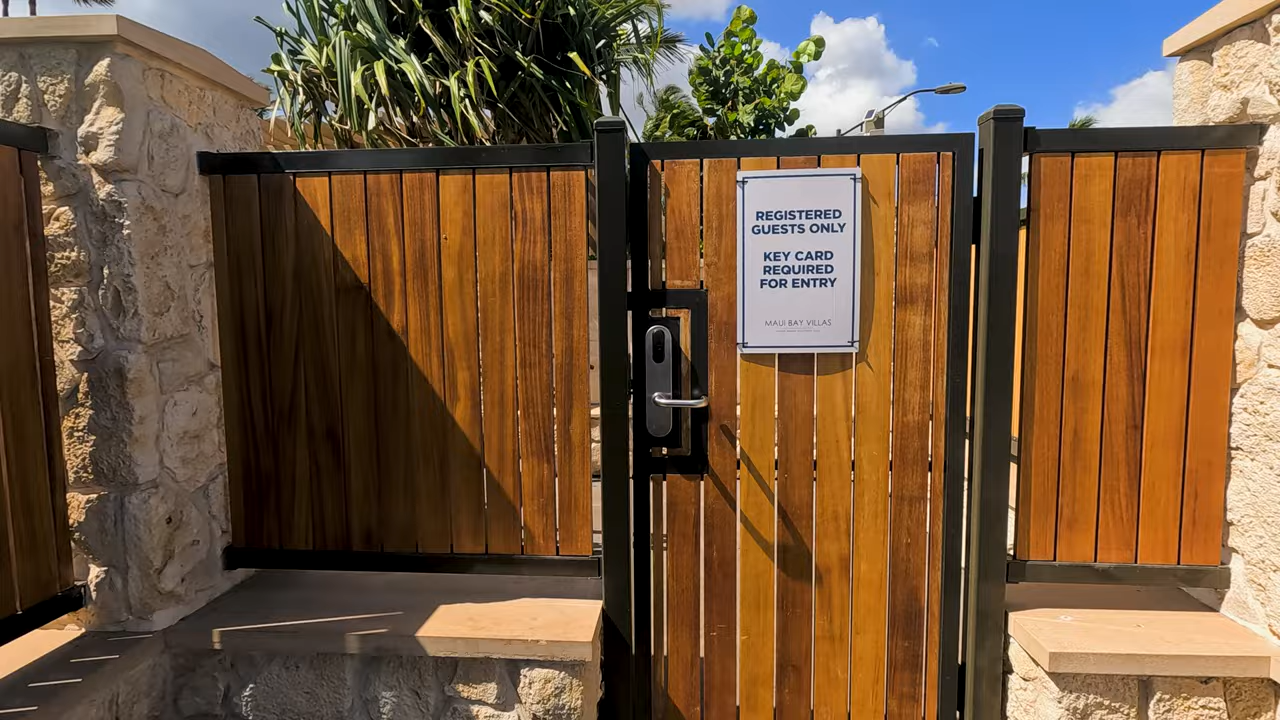 REGISTERED
GUESTS ONLY
KEY CARD
REQUIRED
FOR ENTRY
MAUI BAY VILLAS